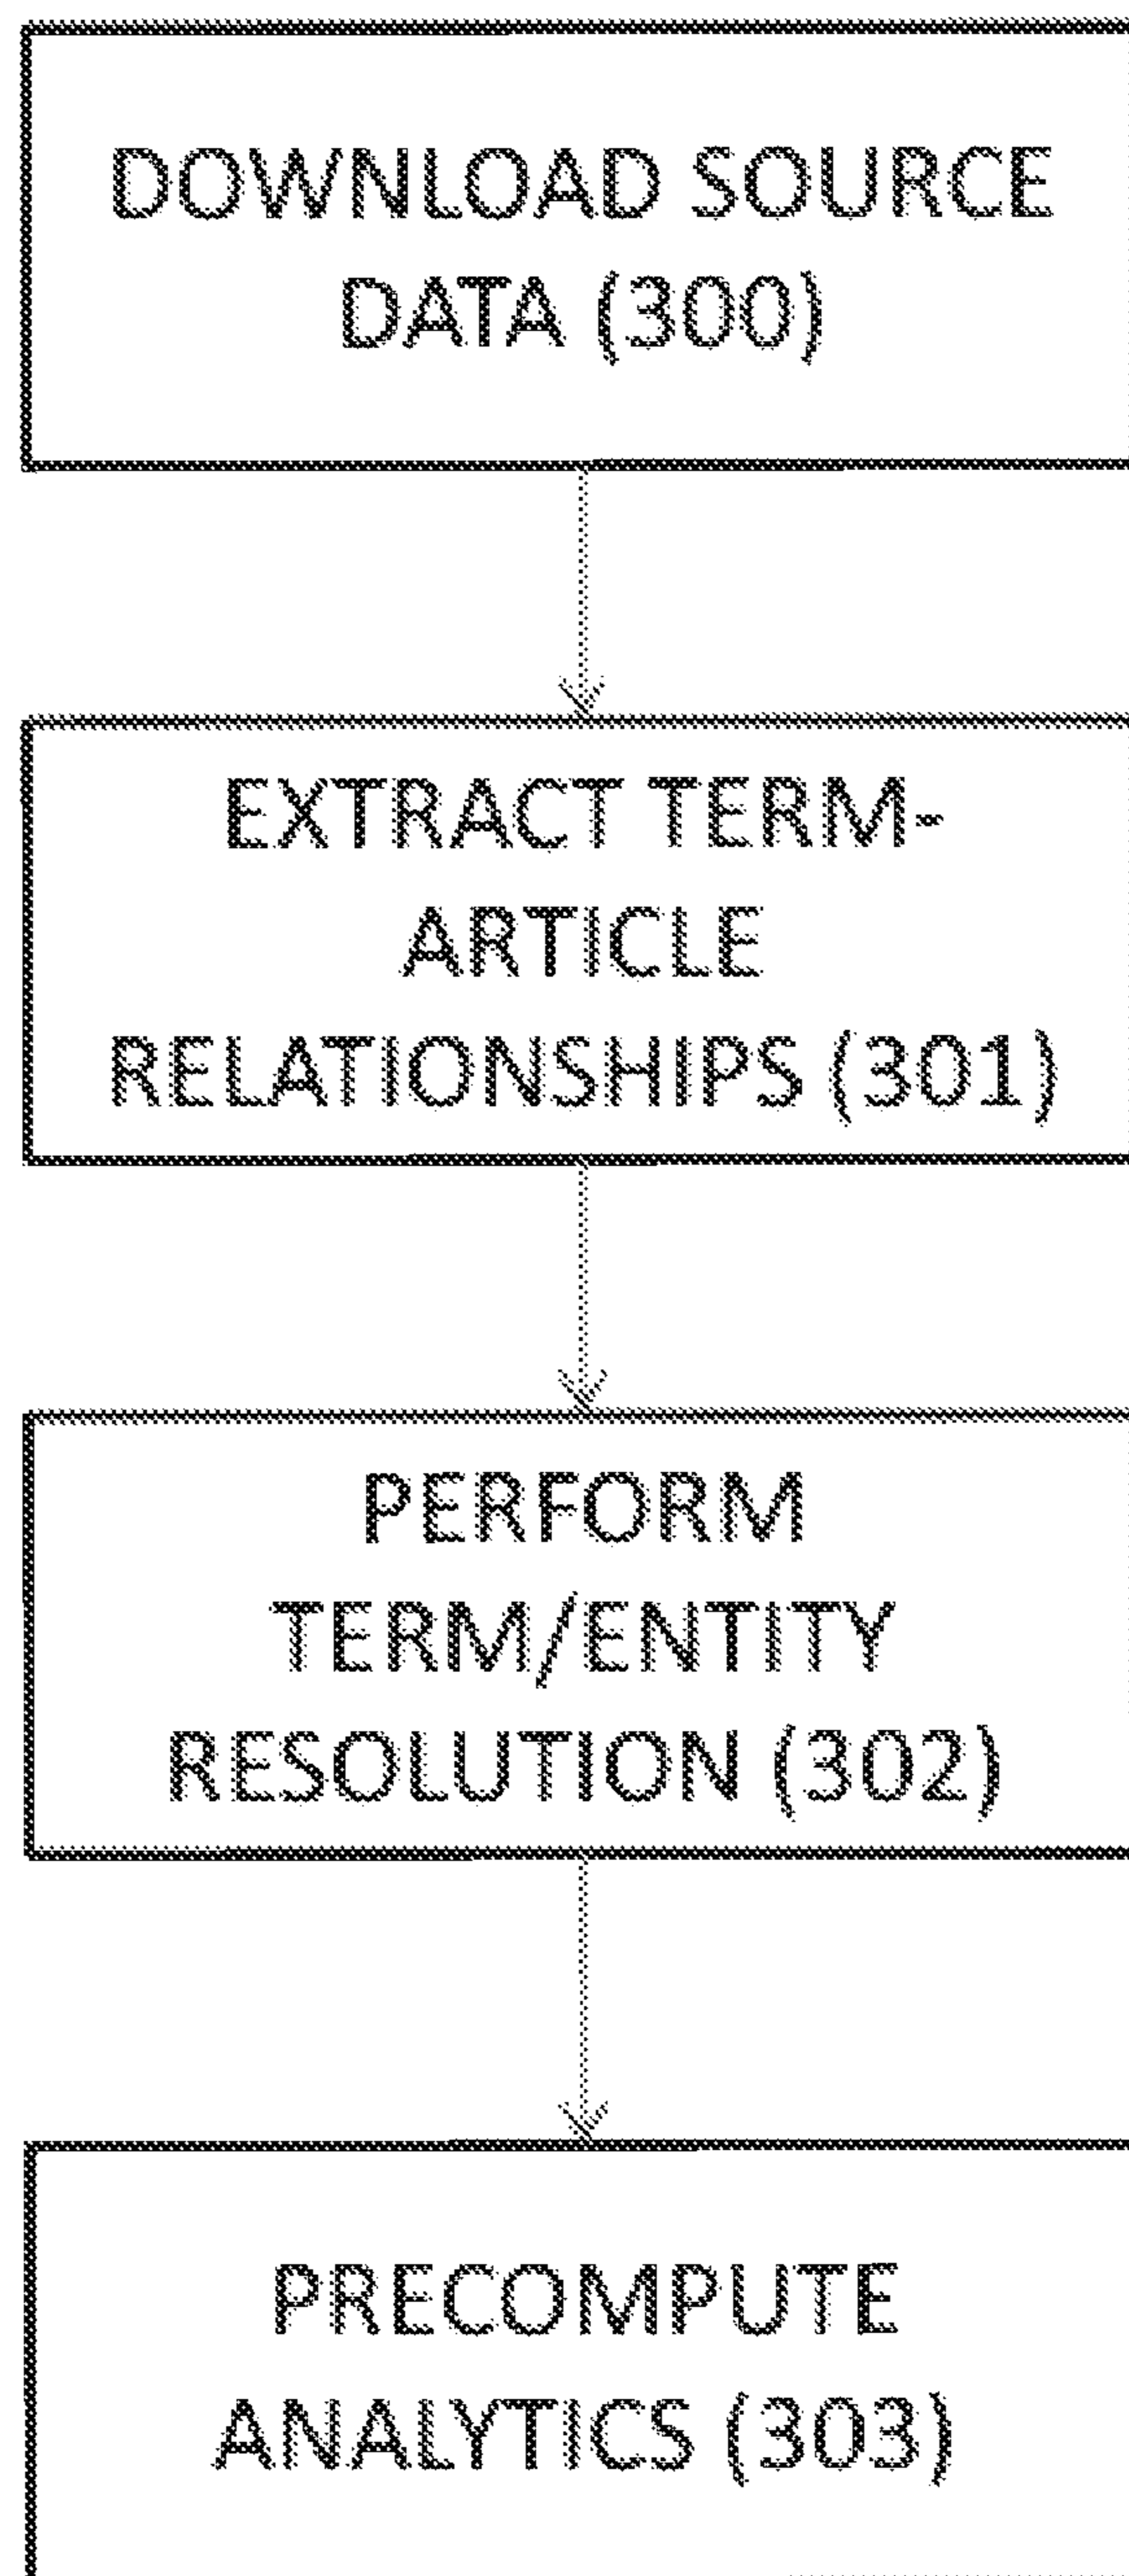 DOWNLOAD SOURCE
DATA (300)
EXTRACT TERM-
ARTICLE
RELATIONSHIPS (301)
PERFORM
TERM/ENTITY
RESOLUTION (302)
PRECOMPUTE
ANALYTICS (303)